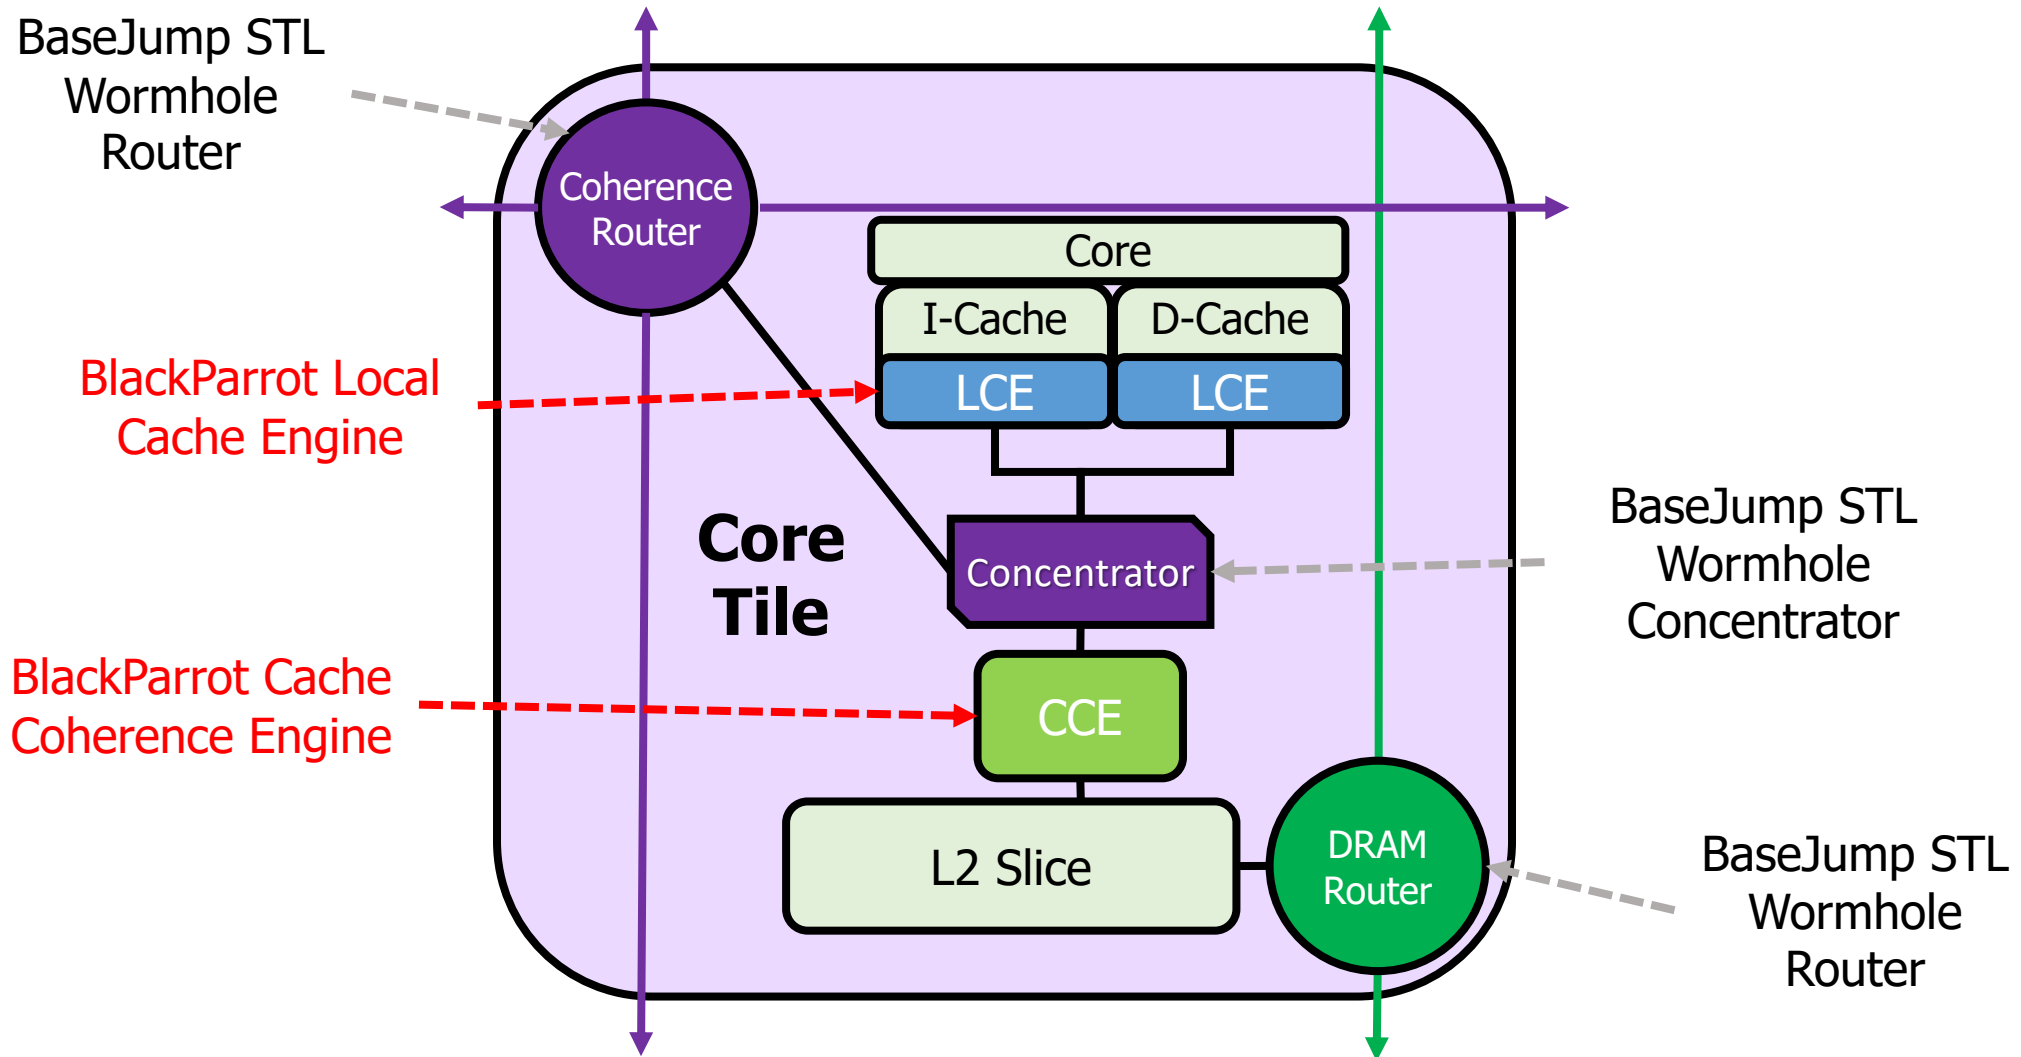 BaseJump STL
Wormhole
Router
Coherence
Router
Core
I-Cache
D-Cache
LCE
LCE
BlackParrot Local
Cache Engine
Core
Tile
Concentrator
BaseJump STL
Wormhole
Concentrator
BlackParrot Cache
Coherence Engine
CCE
L2 Slice
DRAM
Router
BaseJump STL
Wormhole
Router